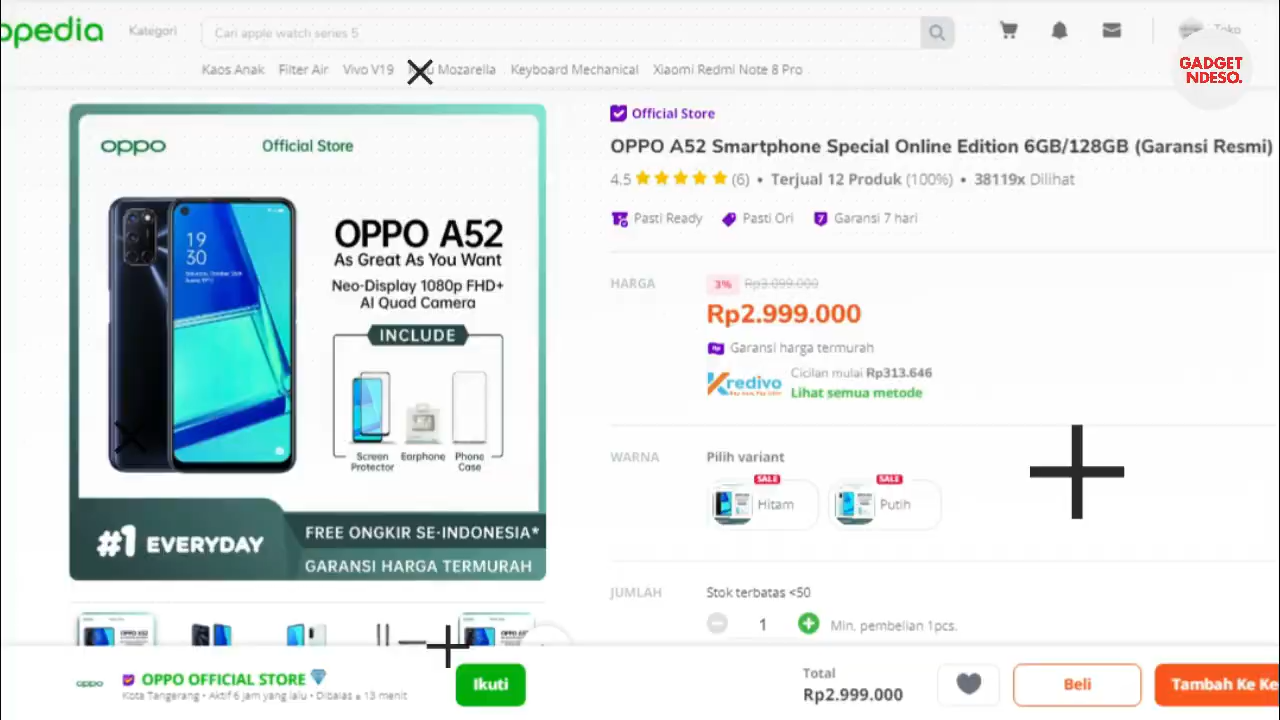 opedia
Kategori
Cari apple watch series 5
Toko
Kaos Anak
Filter Air
Vivo V19
Mozarella
Keyboard Mechanical
Xiaomi Redmi Note 8 Pro
GADGET
NDESO.
oppo
Official Store
19
30
OPPO A52
As Great As You Want
Neo-Display 1080p FHD+
AI Quad Camera
INCLUDE
Screen
Protector
Earphone
Phone
Case
#1 EVERYDAY
FREE ONGKIR SE-INDONESIA*
GARANSI HARGA TERMURAH
Official Store
OPPO A52 Smartphone Special Online Edition 6GB/128GB (Garansi Resmi)
4.5 (6) • Terjual 12 Produk (100%) • 38119x Dilihat
Pasti Ready
Pasti Ori
7 Garansi 7 hari
HARGA
3% Rp3.099.000
Rp2.999.000
Garansi harga termurah
Kredivo
Cicilan mulai Rp313.646
Lihat semua metode
WARNA
Pilih variant
SALE
Hitam
SALE
Putih
JUMLAH
Stok terbatas <50
1
Min. pembelian 1pcs.
oppo
OPPO OFFICIAL STORE
Kota Tangerang • Aktif 6 jam yang lalu • Dibalas ± 13 menit
Ikuti
Total
Rp2.999.000
Beli
Tambah Ke Ke